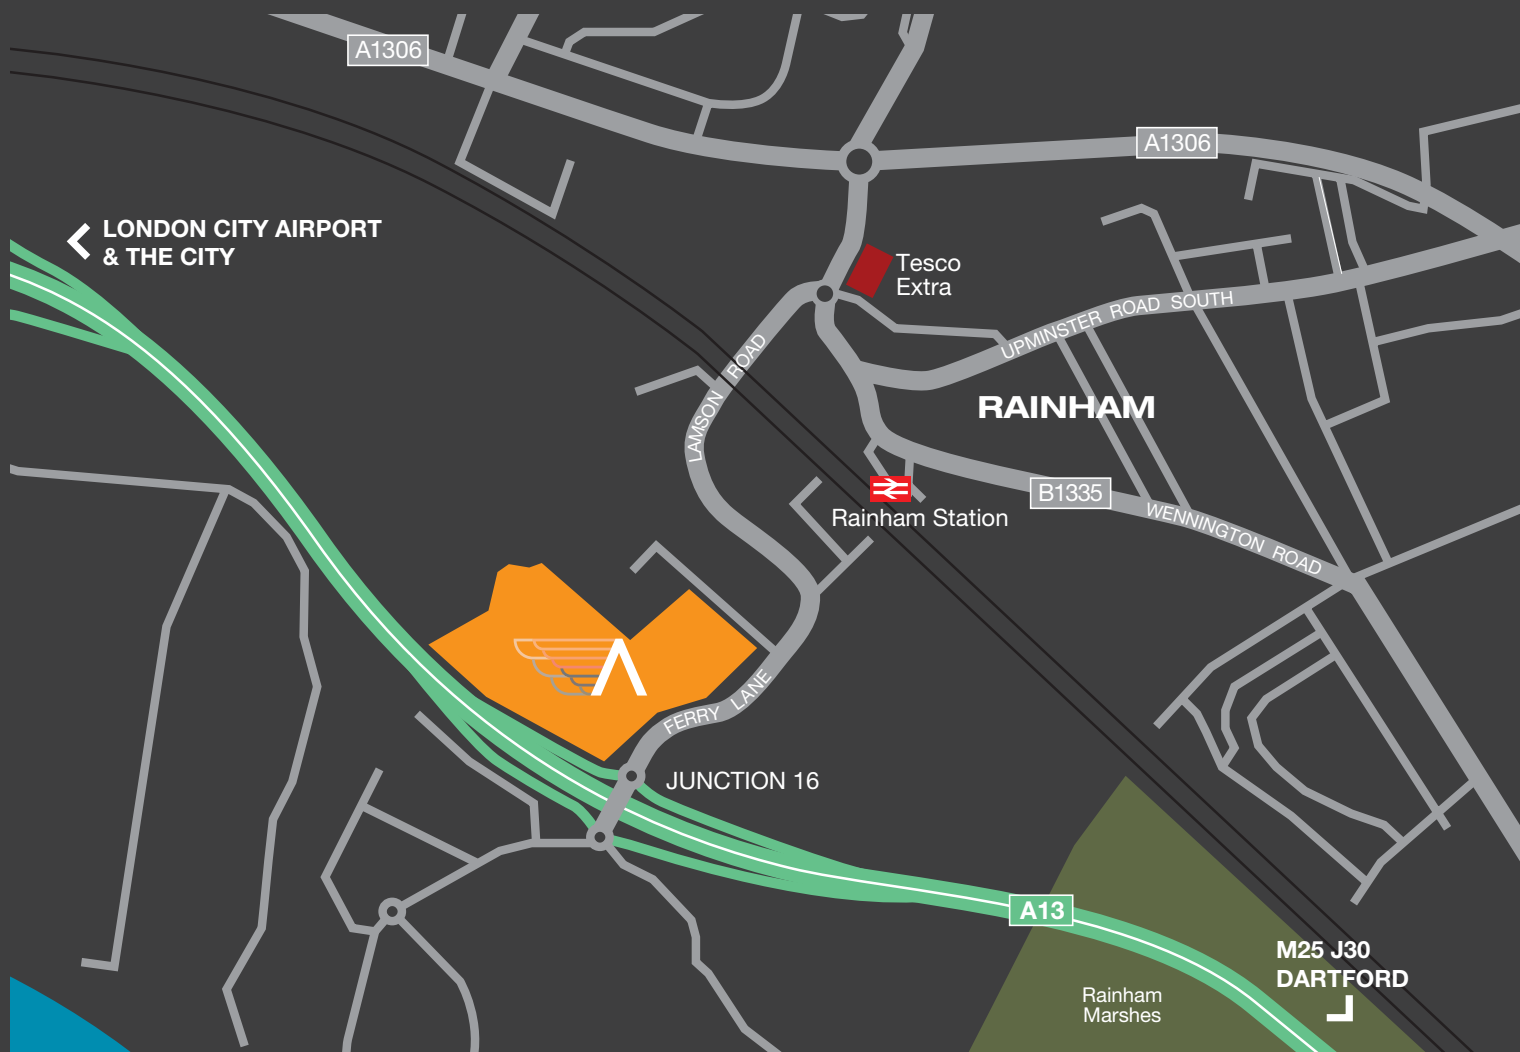 A1306
A1306
LONDON CITY AIRPORT
& THE CITY
Tesco
Extra
UPMINSTER ROAD SOUTH
LAMSON ROAD
RAINHAM
B1335
Rainham Station
WENNINGTON ROAD
FERRY LANE
JUNCTION 16
A13
M25 J30
DARTFORD
Rainham
Marshes